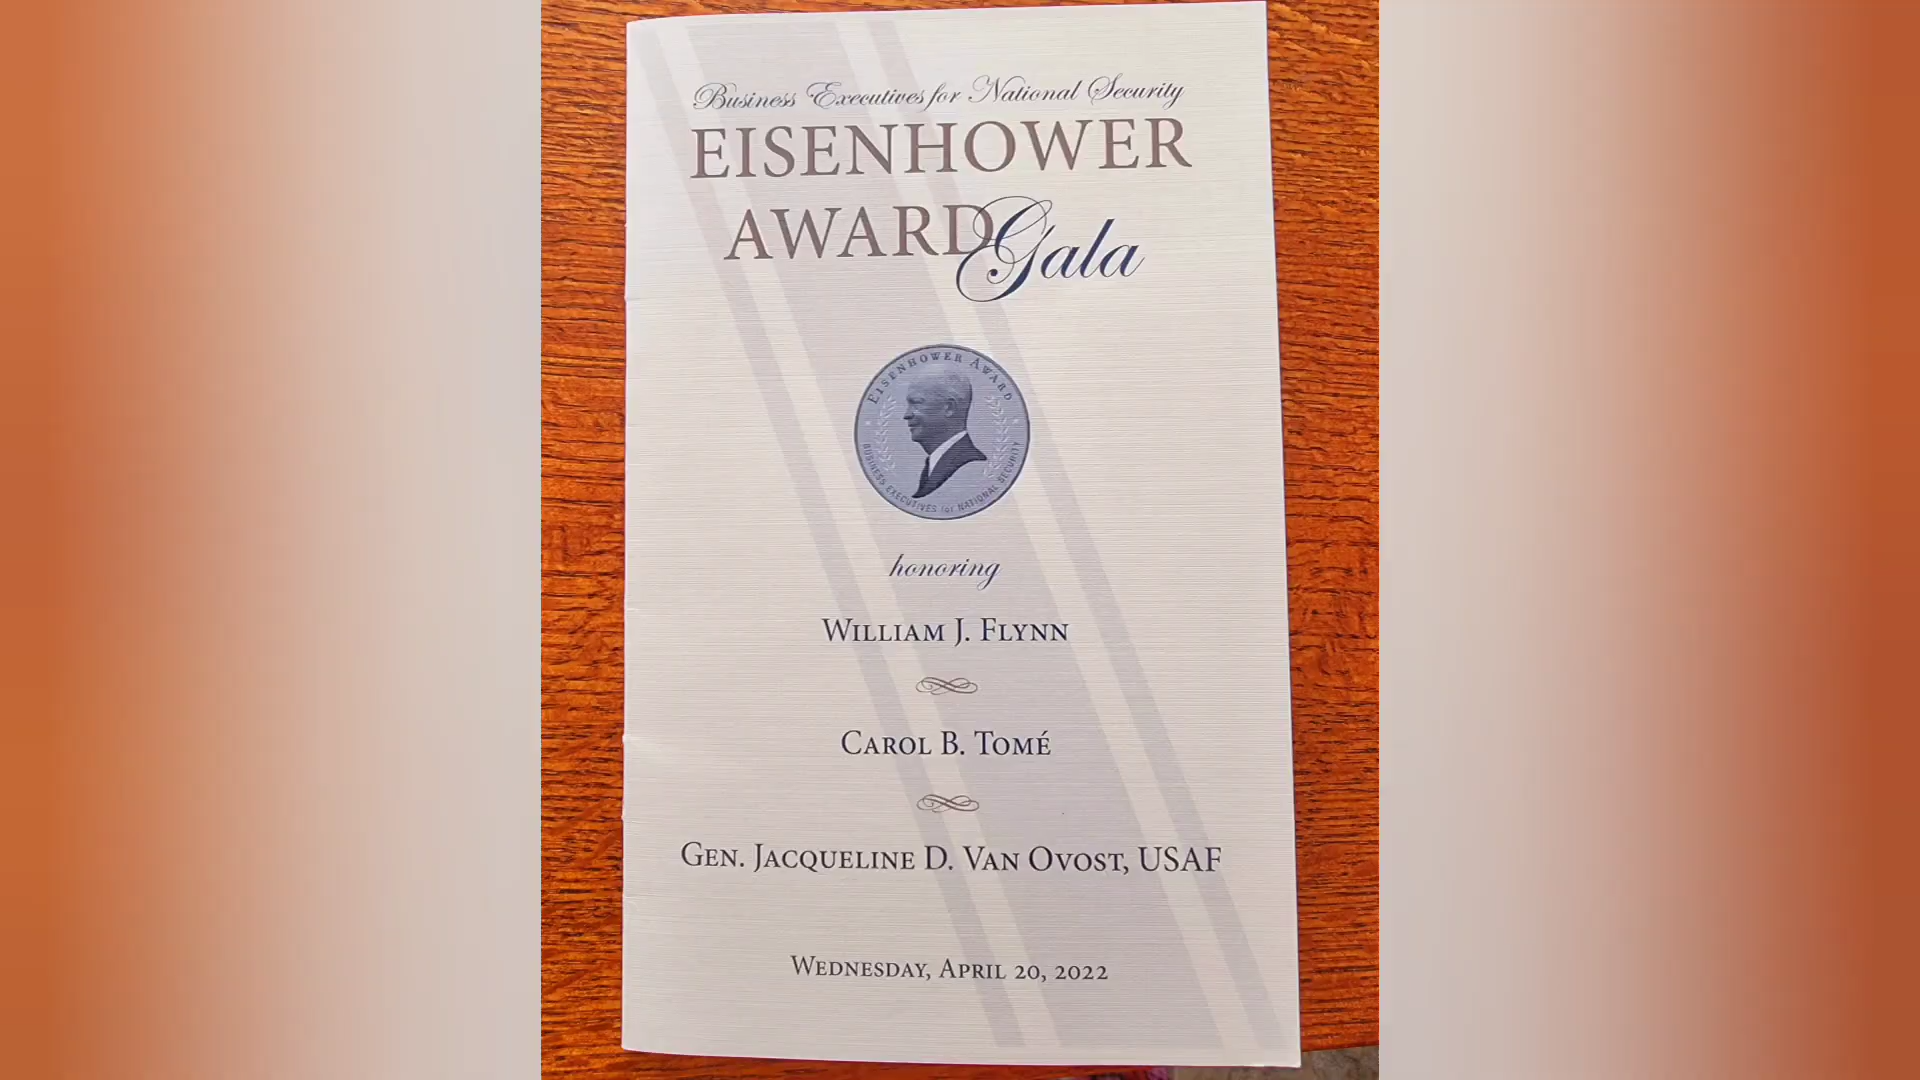 Business Executives for National Security
EISENHOWER
AWARD Gala
EISENHOWER AWARD
BUSINESS EXECUTIVES for NATIONAL SECURITY
honoring
WILLIAM J. FLYNN
CAROL B. TOMÉ
GEN. JACQUELINE D. VAN OVOST, USAF
WEDNESDAY, APRIL 20, 2022